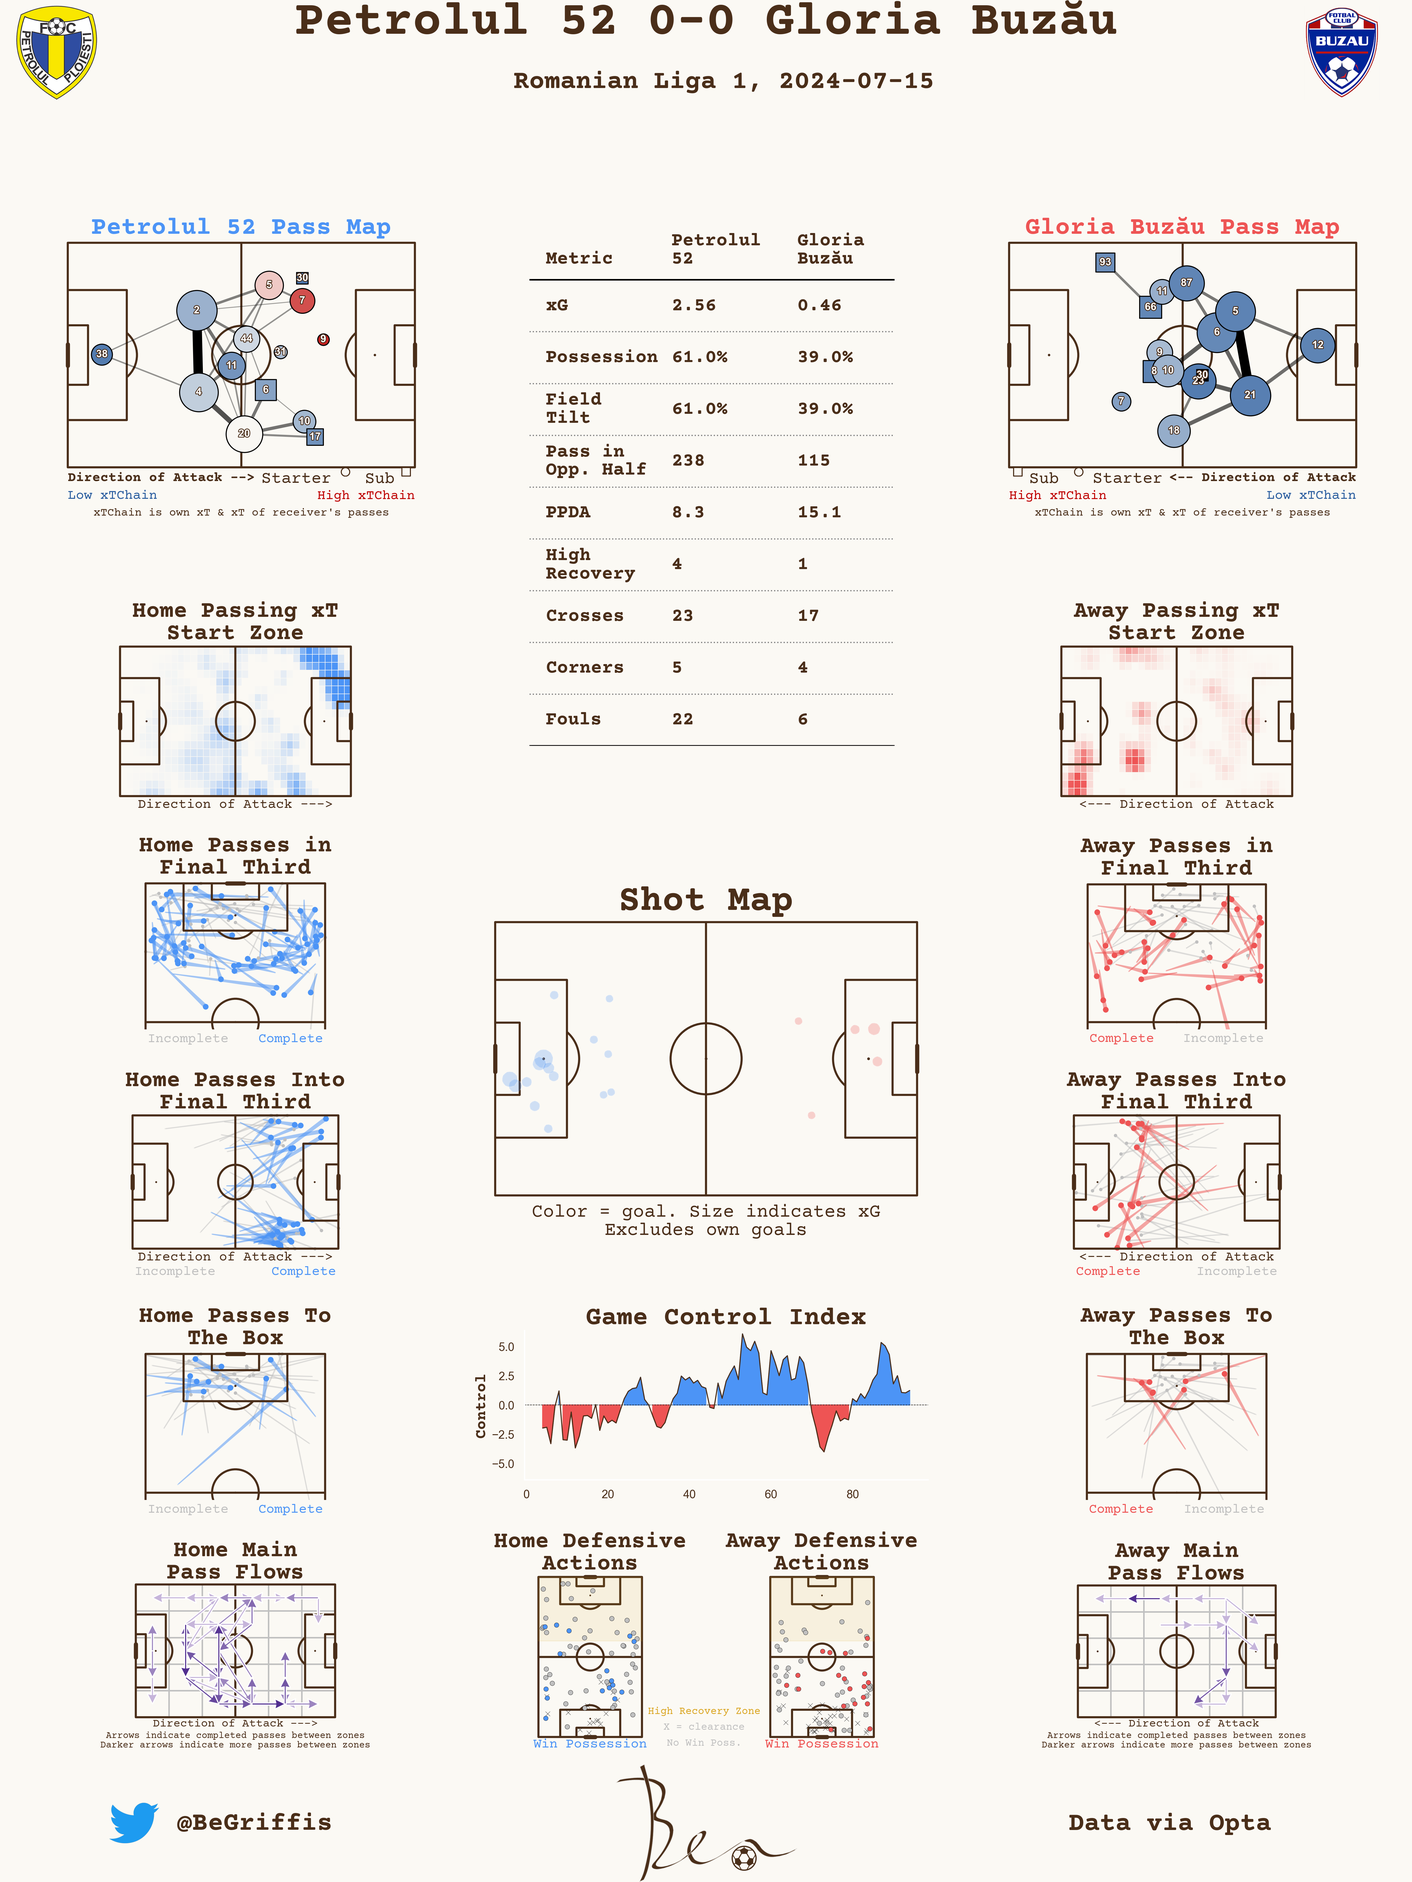 Petrolul 52 0-0 Gloria Buzău
Romanian Liga 1, 2024-07-15
FC
PETROLUL PLOIESTI
FOTBAL CLUB
BUZAU
Petrolul 52 Pass Map
38
2
4
5
30
7
44
31
9
11
6
20
10
17
Direction of Attack --> Starter Sub
Low xTChain High xTChain
xTChain is own xT & xT of receiver's passes
Metric Petrolul 52 Gloria Buzău
xG 2.56 0.46
Possession 61.0% 39.0%
Field Tilt 61.0% 39.0%
Pass in Opp. Half 238 115
PPDA 8.3 15.1
High Recovery 4 1
Crosses 23 17
Corners 5 4
Fouls 22 6
Gloria Buzău Pass Map
93
11
87
66
5
6
12
9
8
10
30
23
21
7
18
Sub Starter <-- Direction of Attack
High xTChain Low xTChain
xTChain is own xT & xT of receiver's passes
Home Passing xT
Start Zone
Direction of Attack --->
Away Passing xT
Start Zone
<--- Direction of Attack
Home Passes in
Final Third
Incomplete Complete
Away Passes in
Final Third
Complete Incomplete
Shot Map
Color = goal. Size indicates xG
Excludes own goals
Home Passes Into
Final Third
Direction of Attack --->
Incomplete Complete
Away Passes Into
Final Third
<--- Direction of Attack
Complete Incomplete
Home Passes To
The Box
Incomplete Complete
Game Control Index
Control
5.0
2.5
0.0
−2.5
−5.0
0 20 40 60 80
Away Passes To
The Box
Complete Incomplete
Home Main
Pass Flows
Direction of Attack --->
Arrows indicate completed passes between zones
Darker arrows indicate more passes between zones
Home Defensive
Actions
Win Possession
High Recovery Zone
X = clearance
No Win Poss.
Away Defensive
Actions
Win Possession
Away Main
Pass Flows
<--- Direction of Attack
Arrows indicate completed passes between zones
Darker arrows indicate more passes between zones
@BeGriffis
Ben
Data via Opta